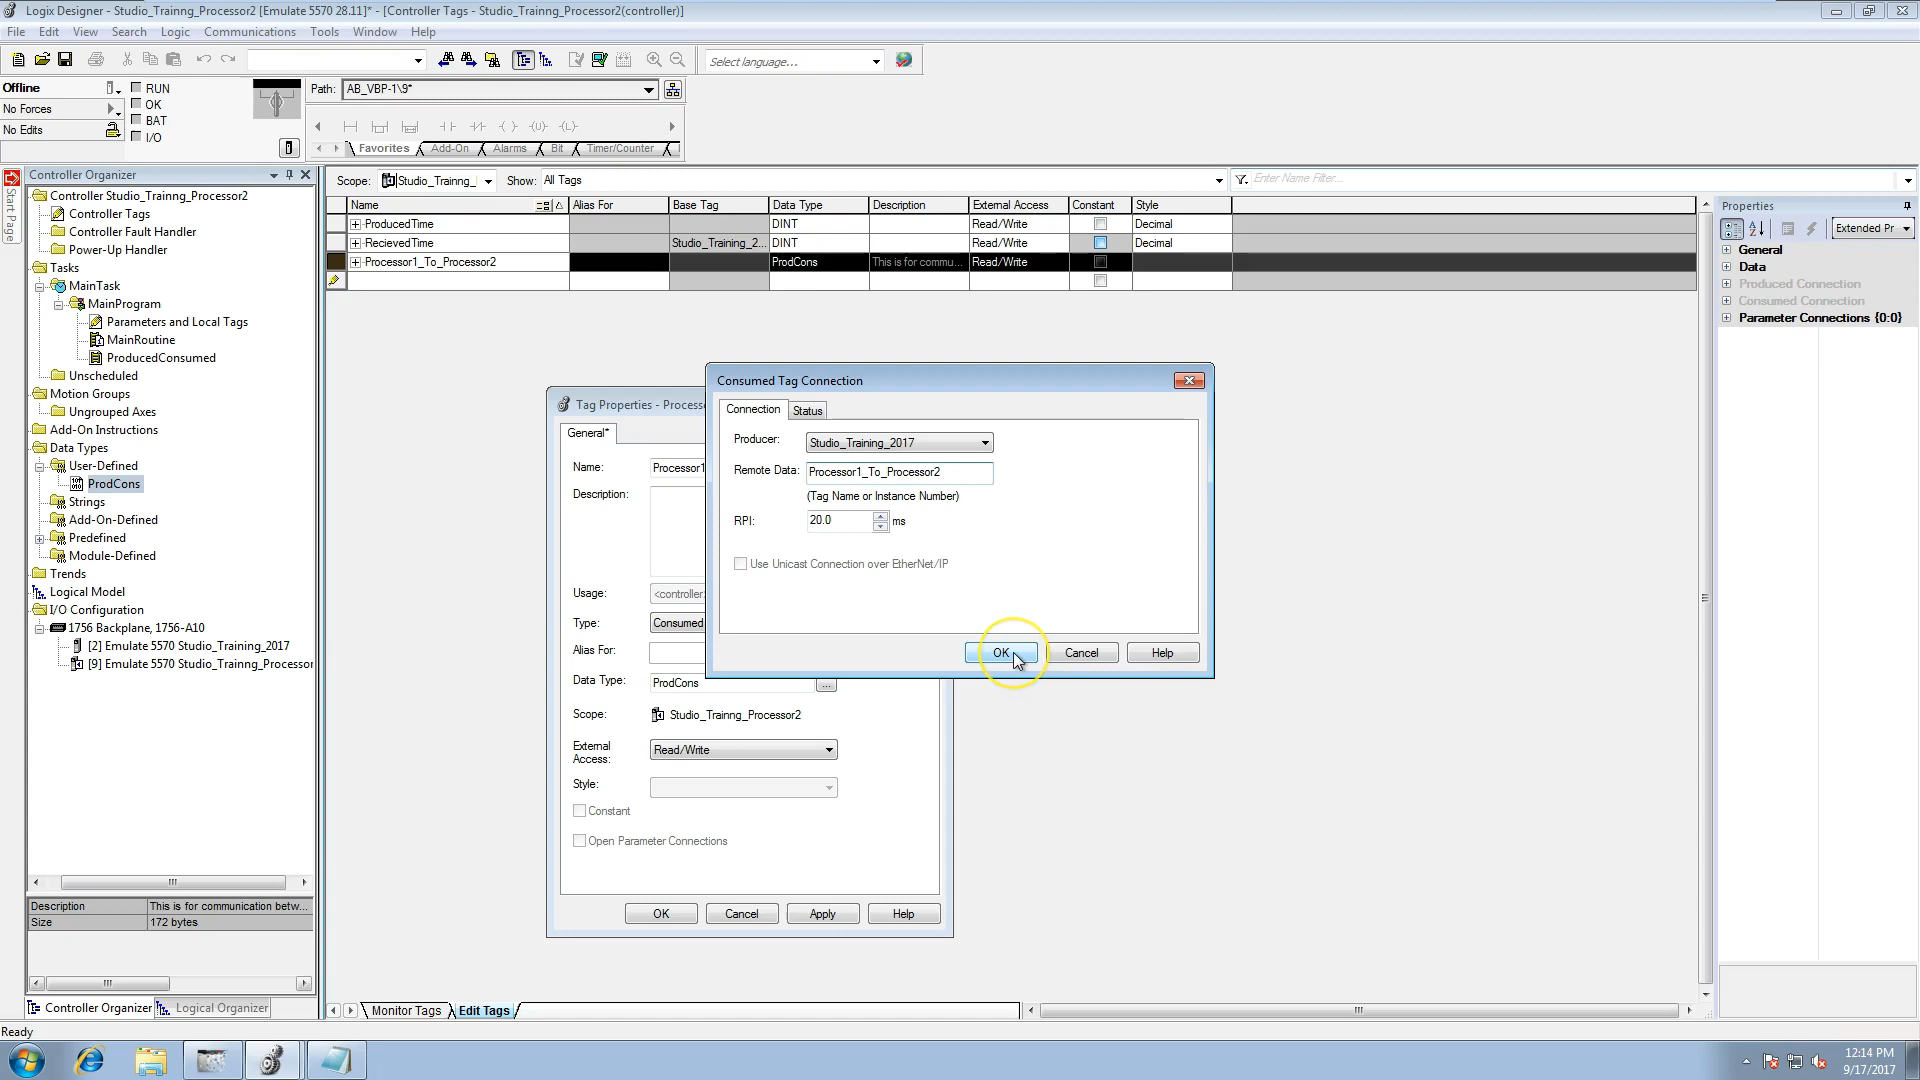 Logix Designer - Studio_Trainng_Processor2 [Emulate 5570 28.11]* - [Controller Tags - Studio_Trainng_Processor2(controller)]
File Edit View Search Logic Communications Tools Window Help
Select language...
Offline
No Forces
No Edits
RUN
OK
BAT
I/O
Path: AB_VBP-1\9*
Favorites Add-On Alarms Bit Timer/Counter
Start Page
Controller Organizer
Controller Studio_Trainng_Processor2
Controller Tags
Controller Fault Handler
Power-Up Handler
Tasks
MainTask
MainProgram
Parameters and Local Tags
MainRoutine
ProducedConsumed
Unscheduled
Motion Groups
Ungrouped Axes
Add-On Instructions
Data Types
User-Defined
ProdCons
Strings
Add-On-Defined
Predefined
Module-Defined
Trends
Logical Model
I/O Configuration
1756 Backplane, 1756-A10
[2] Emulate 5570 Studio_Training_2017
[9] Emulate 5570 Studio_Trainng_Processor
Description This is for communication betw...
Size 172 bytes
Controller Organizer Logical Organizer
Scope: Studio_Trainng_ Show: All Tags Enter Name Filter...
Name Alias For Base Tag Data Type Description External Access Constant Style
ProducedTime DINT Read/Write Decimal
RecievedTime Studio_Training_2... DINT Read/Write Decimal
Processor1_To_Processor2 ProdCons This is for commu... Read/Write
Tag Properties - Process
General*
Name: Processor1
Description:
Usage: <controller
Type: Consumed
Alias For:
Data Type: ProdCons ...
Scope: Studio_Trainng_Processor2
External Access: Read/Write
Style:
Constant
Open Parameter Connections
OK Cancel Apply Help
Consumed Tag Connection
Connection Status
Producer: Studio_Training_2017
Remote Data: Processor1_To_Processor2
(Tag Name or Instance Number)
RPI: 20.0 ms
Use Unicast Connection over EtherNet/IP
OK Cancel Help
Monitor Tags Edit Tags
Properties
Extended Pr
General
Data
Produced Connection
Consumed Connection
Parameter Connections {0:0}
Ready
12:14 PM
9/17/2017